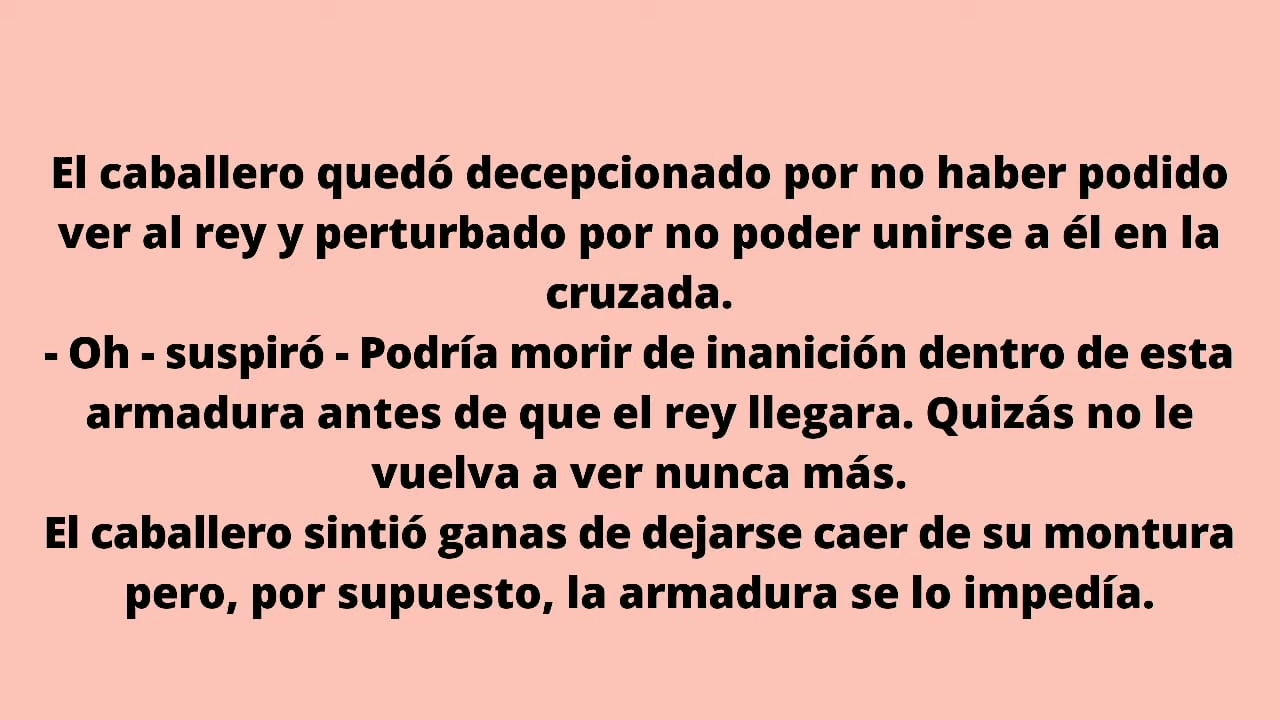 El caballero quedó decepcionado por no haber podido
ver al rey y perturbado por no poder unirse a él en la
cruzada.
- Oh - suspiró - Podría morir de inanición dentro de esta
armadura antes de que el rey llegara. Quizás no le
vuelva a ver nunca más.
El caballero sintió ganas de dejarse caer de su montura
pero, por supuesto, la armadura se lo impedía.